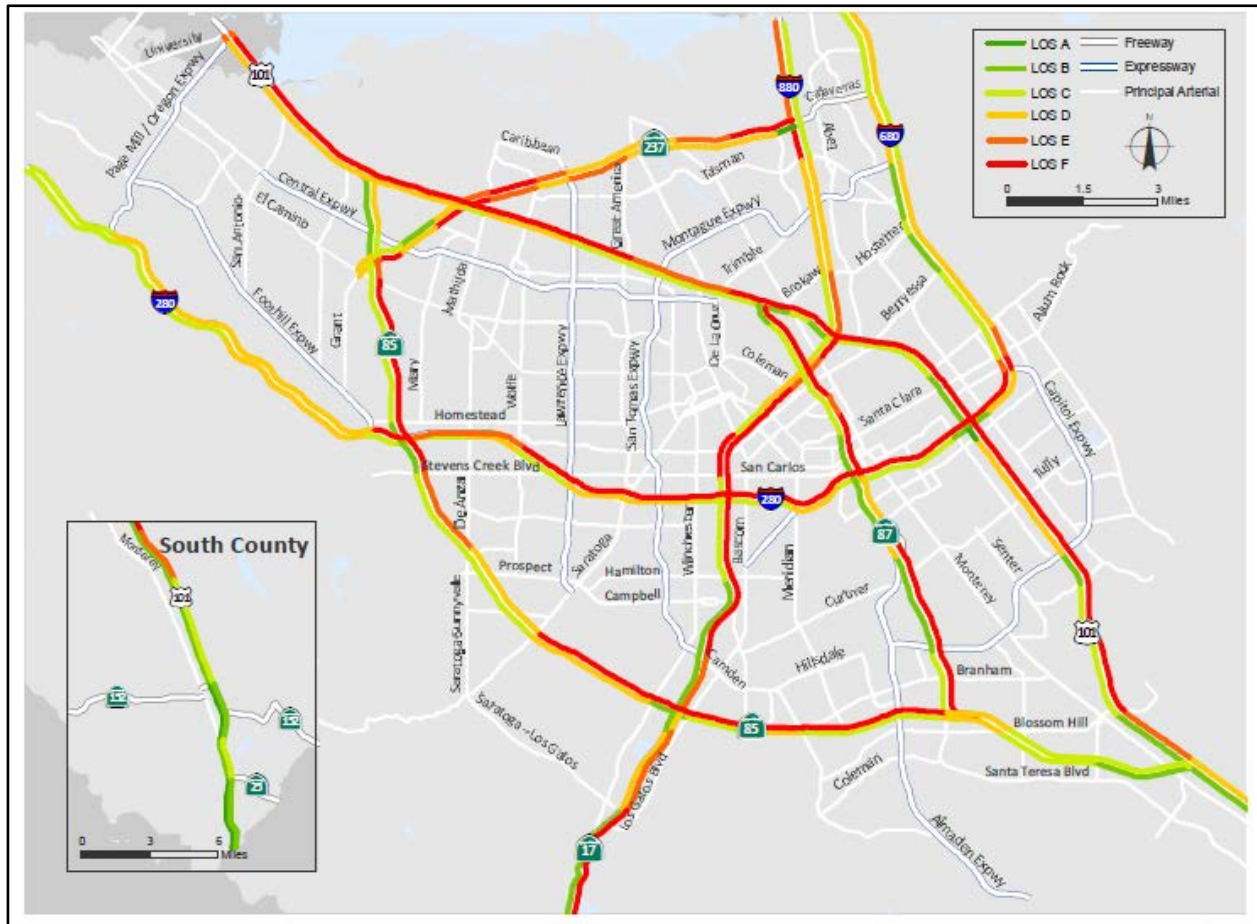 LOS A
LOS B
LOS C
LOS D
LOS E
LOS F
Freeway
Expressway
Principal Arterial
N
0 1.5 3
Miles
University
101
Page Mill / Oregon Expwy
880
Calaveras
Abel
680
237
Caribbean
Tasman
Great America
Central Expwy
El Camino
San Antonio
Montague Expwy
Trimble
Hostetter
Brokaw
Berryessa
Alum Rock
280
Foothill Expwy
Grant
Mathilda
De La Cruz
85
Mary
Wolfe
Lawrence Expwy
San Tomas Expwy
Coleman
Santa Clara
Capitol Expwy
Homestead
Stevens Creek Blvd
San Carlos
Tully
280
De Anza
87
Winchester
Bascom
Meridian
Senter
Monterey
Prospect
Saratoga
Hamilton
Campbell
Curtner
Saratoga-Sunnyvale
101
Camden
Hillsdale
Branham
Saratoga - Los Gatos
85
Blossom Hill
Los Gatos Blvd
Coleman
Santa Teresa Blvd
Almaden Expwy
17
South County
Monterey
101
152
152
25
0 3 6
Miles